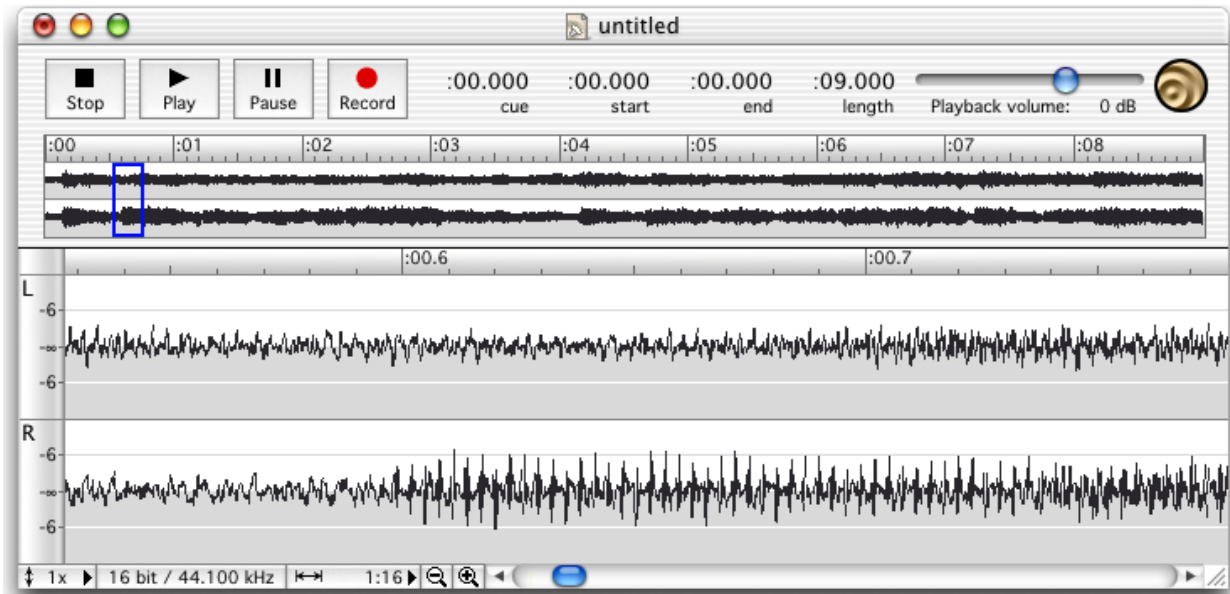 untitled
:00.000 :00.000 :00.000 :09.000
Stop Play Pause Record cue start end length Playback volume: 0 dB
:00 :01 :02 :03 :04 :05 :06 :07 :08
:00.6 :00.7
L
-6
-∞
-6
R
-6
-∞
-6
1x 16 bit / 44.100 kHz 1:16